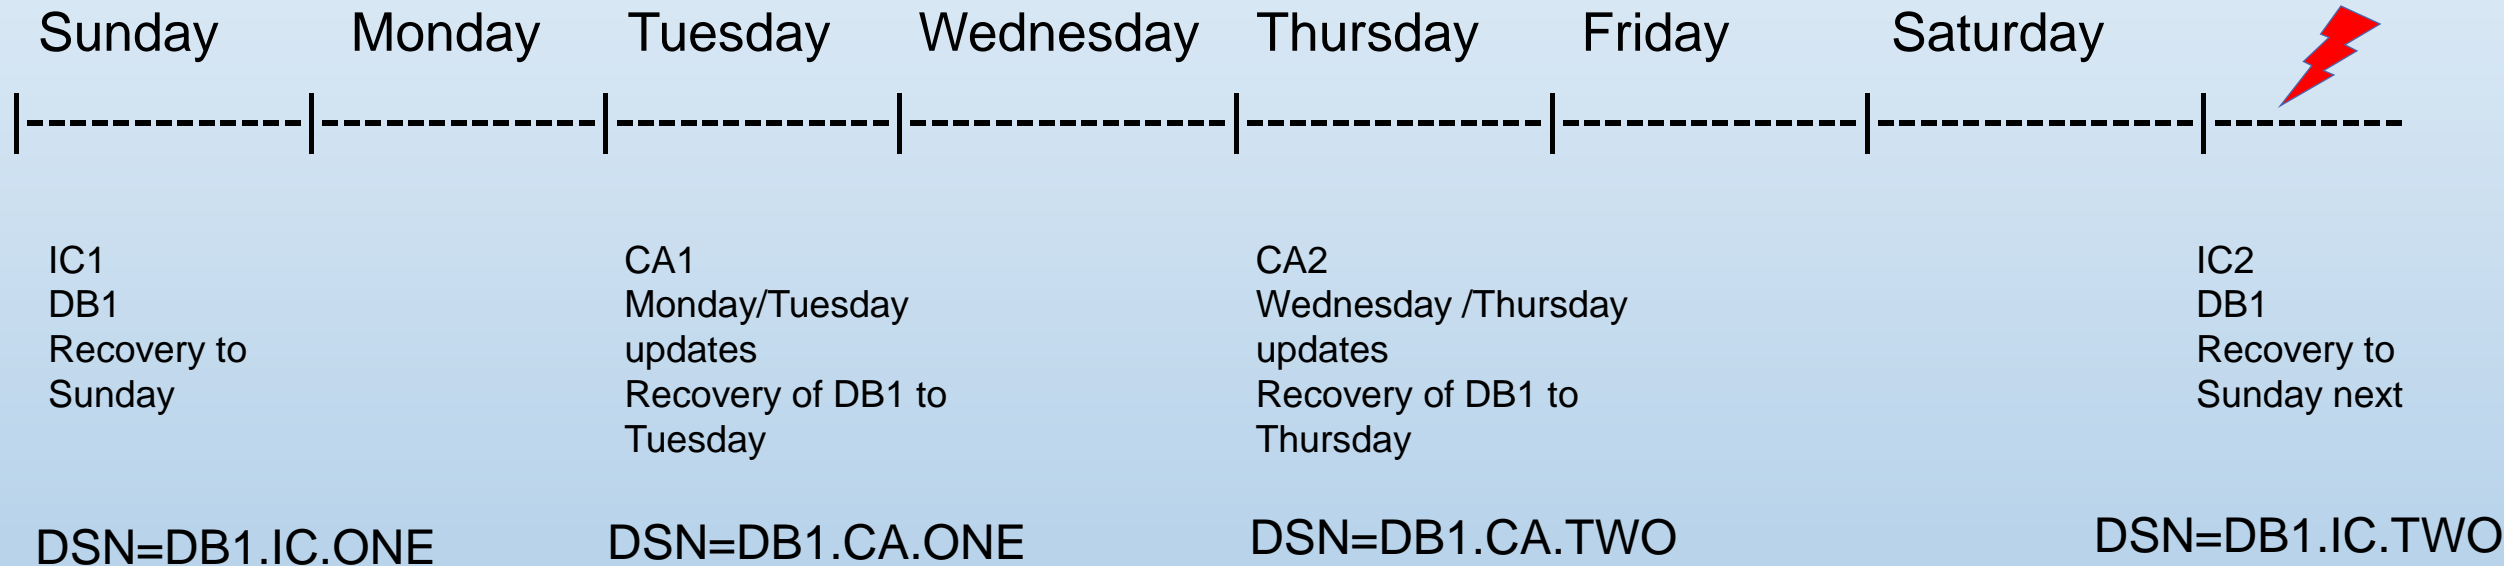 Sunday Monday Tuesday Wednesday Thursday Friday Saturday
IC1
DB1
Recovery to
Sunday
CA1
Monday/Tuesday
updates
Recovery of DB1 to
Tuesday
CA2
Wednesday /Thursday
updates
Recovery of DB1 to
Thursday
IC2
DB1
Recovery to
Sunday next
DSN=DB1.IC.ONE
DSN=DB1.CA.ONE
DSN=DB1.CA.TWO
DSN=DB1.IC.TWO